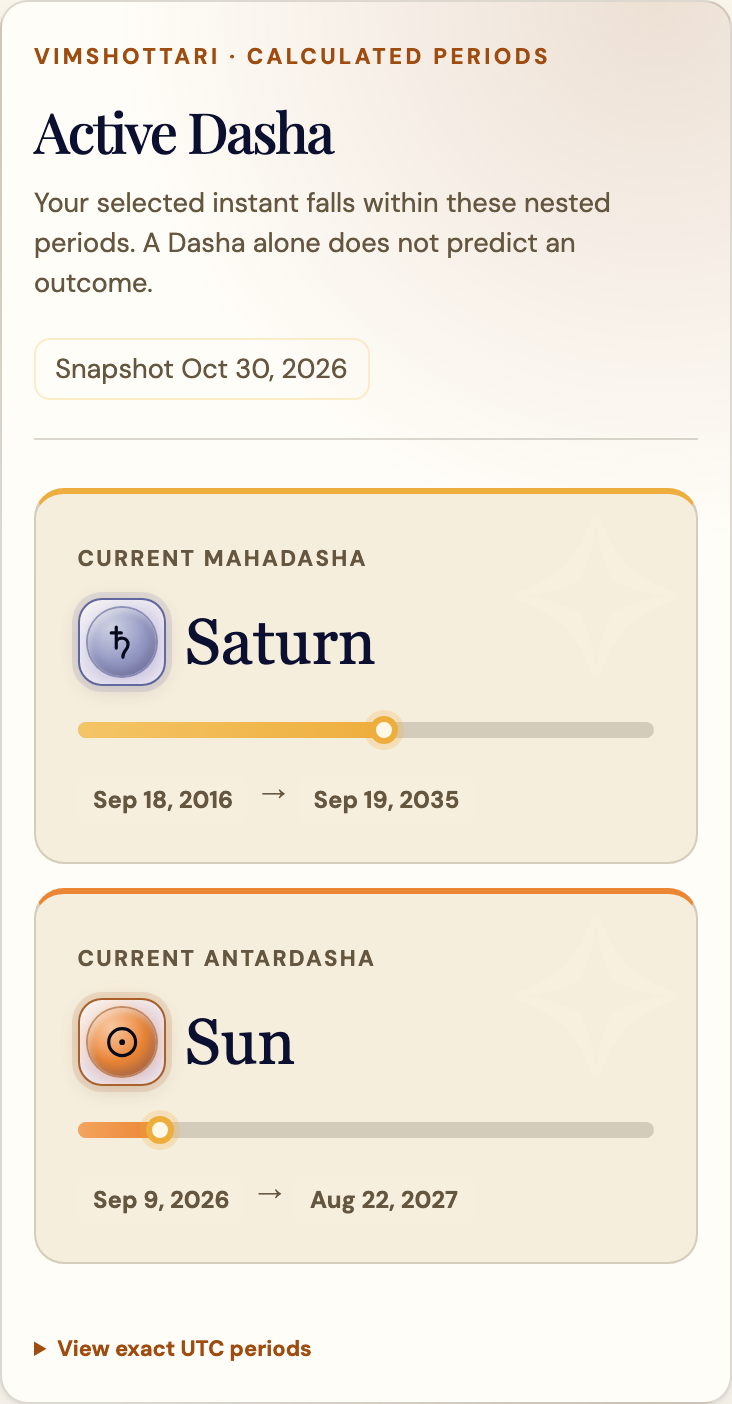 VIMSHOTTARI · CALCULATED PERIODS
Active Dasha
Your selected instant falls within these nested
periods. A Dasha alone does not predict an
outcome.
Snapshot Oct 30, 2026
CURRENT MAHADASHA
♄ Saturn
Sep 18, 2016 → Sep 19, 2035
CURRENT ANTARDASHA
☉ Sun
Sep 9, 2026 → Aug 22, 2027
▶ View exact UTC periods